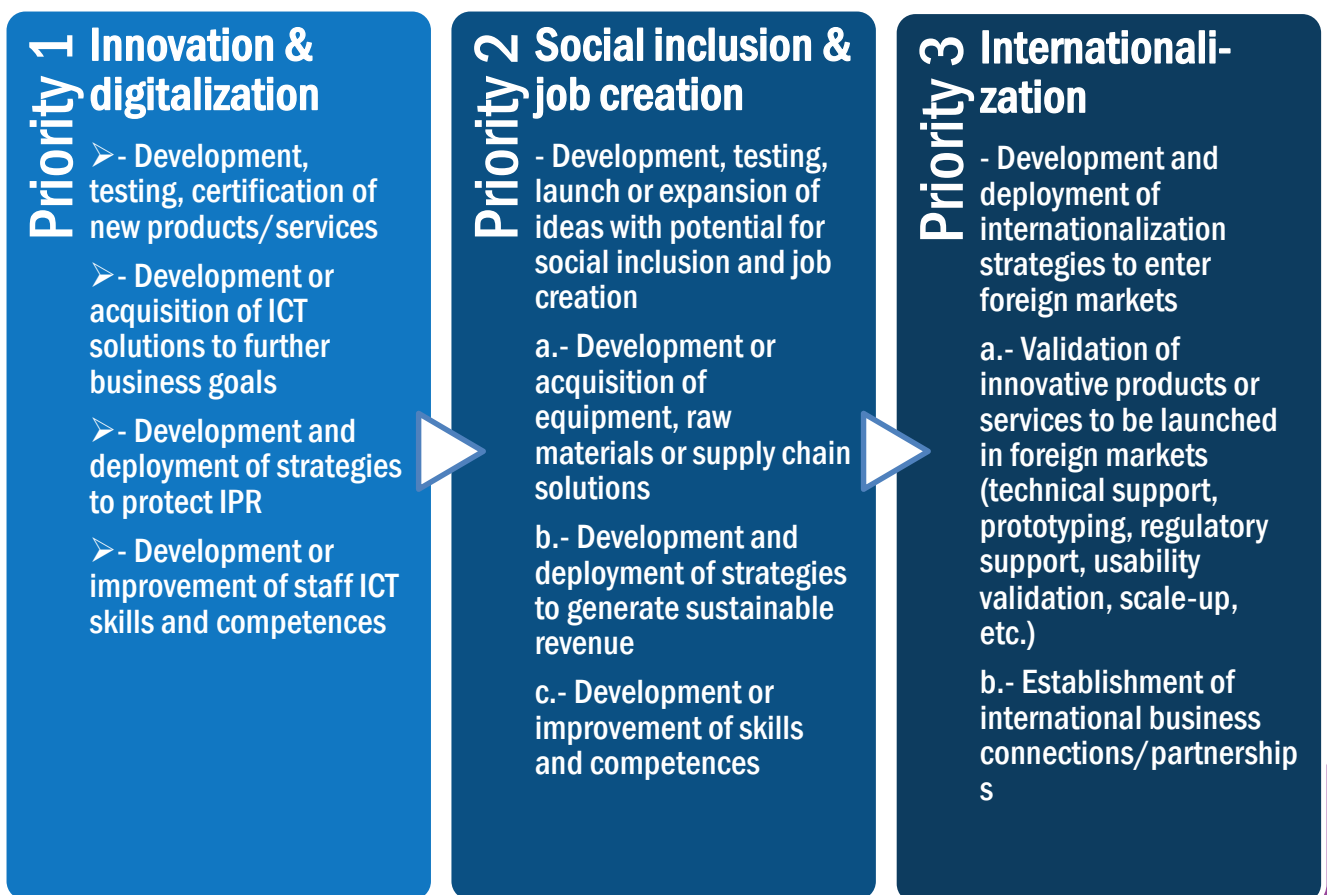 Priority 1
Innovation &
digitalization
➢- Development,
testing, certification of
new products/services
➢- Development or
acquisition of ICT
solutions to further
business goals
➢- Development and
deployment of strategies
to protect IPR
➢- Development or
improvement of staff ICT
skills and competences
Priority 2
Social inclusion &
job creation
- Development, testing,
launch or expansion of
ideas with potential for
social inclusion and job
creation
a.- Development or
acquisition of
equipment, raw
materials or supply chain
solutions
b.- Development and
deployment of strategies
to generate sustainable
revenue
c.- Development or
improvement of skills
and competences
Priority 3
Internationali-
zation
- Development and
deployment of
internationalization
strategies to enter
foreign markets
a.- Validation of
innovative products or
services to be launched
in foreign markets
(technical support,
prototyping, regulatory
support, usability
validation, scale-up,
etc.)
b.- Establishment of
international business
connections/partnership
s